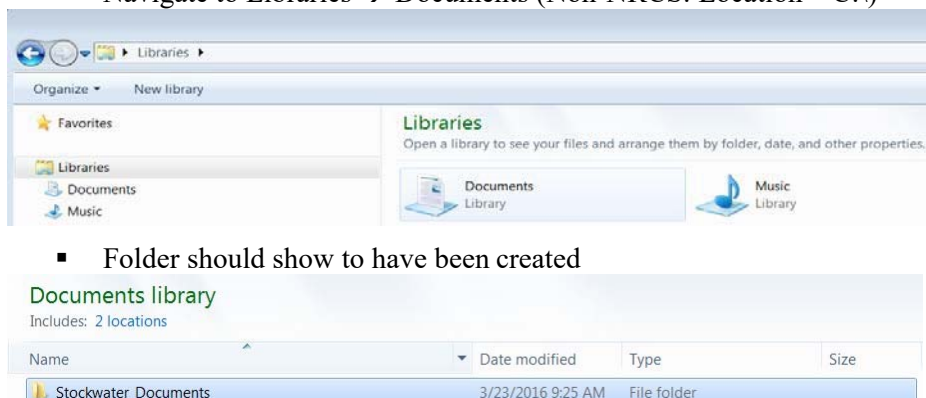 Navigate to Libraries → Documents (Non-NRCS: Location – C:\)
Libraries
Organize New library
Favorites
Libraries
Documents
Music
Libraries
Open a library to see your files and arrange them by folder, date, and other properties.
Documents
Library
Music
Library
▪ Folder should show to have been created
Documents library
Includes: 2 locations
Name Date modified Type Size
Stockwater Documents 3/23/2016 9:25 AM File folder